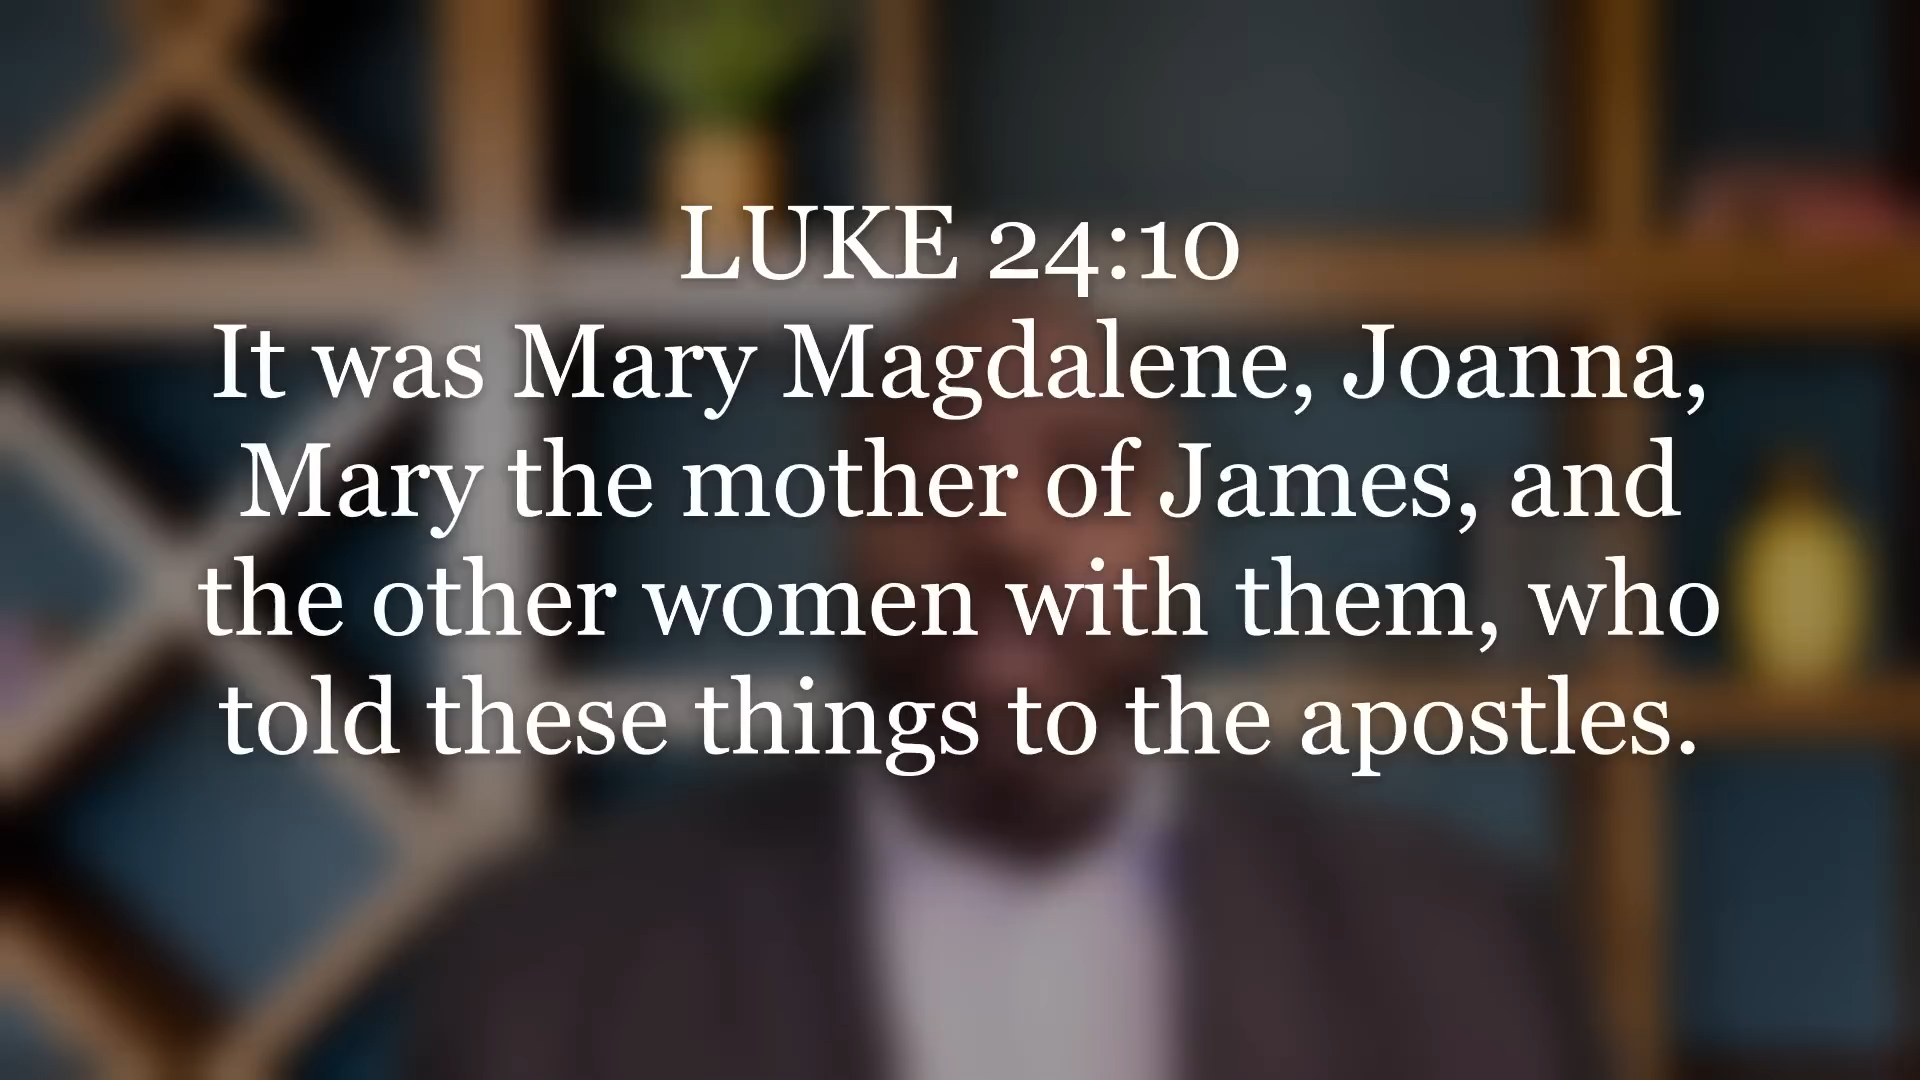 LUKE 24:10
It was Mary Magdalene, Joanna,
Mary the mother of James, and
the other women with them, who
told these things to the apostles.